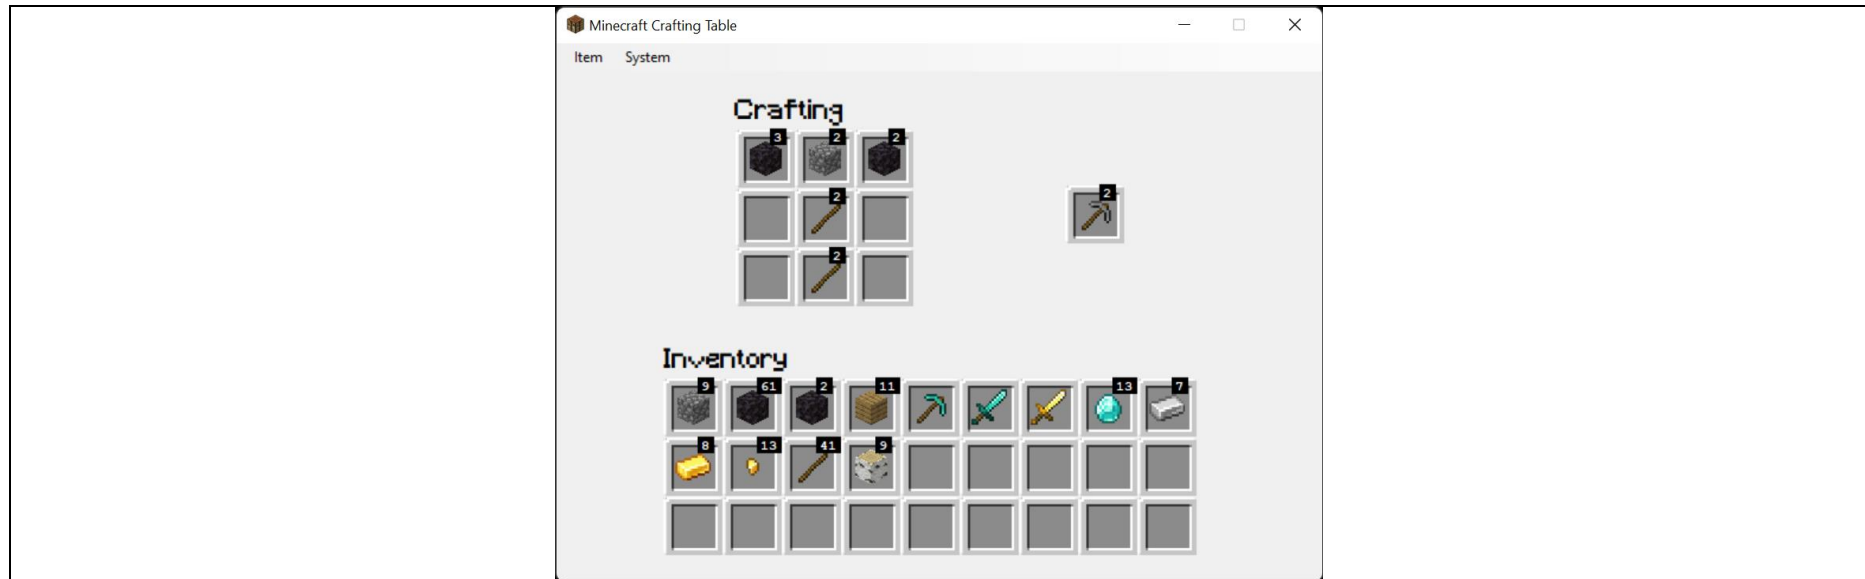 Minecraft Crafting Table
Item System
Crafting
3 2 2
2
2
2
Inventory
9 61 2 11 13 7
8 13 41 9